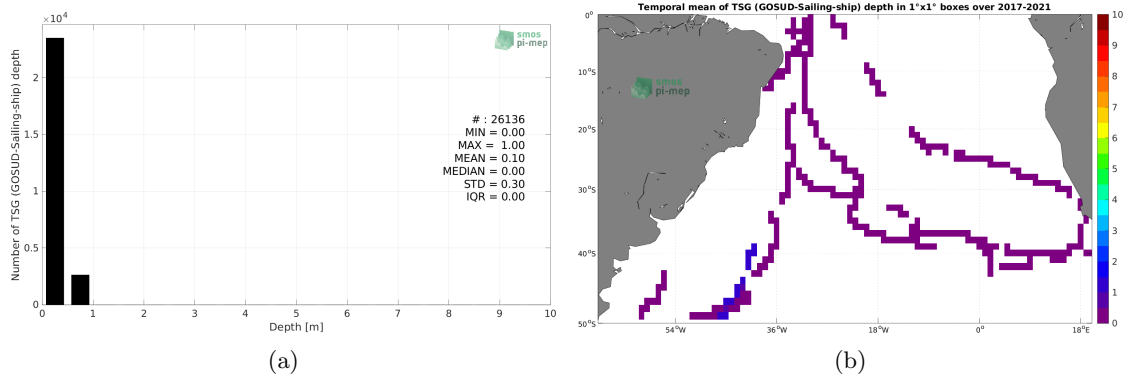 ×10⁴
2
1.5
1
0.5
0
Number of TSG (GOSUD-Sailing-ship) depth
0 1 2 3 4 5 6 7 8 9 10
Depth [m]
smos
pi-mep
# : 26136
MIN = 0.00
MAX = 1.00
MEAN = 0.10
MEDIAN = 0.00
STD = 0.30
IQR = 0.00
(a)
Temporal mean of TSG (GOSUD-Sailing-ship) depth in 1°x1° boxes over 2017-2021
0°
10°S
20°S
30°S
40°S
50°S
54°W 36°W 18°W 0° 18°E
smos
pi-mep
10
9
8
7
6
5
4
3
2
1
0
(b)